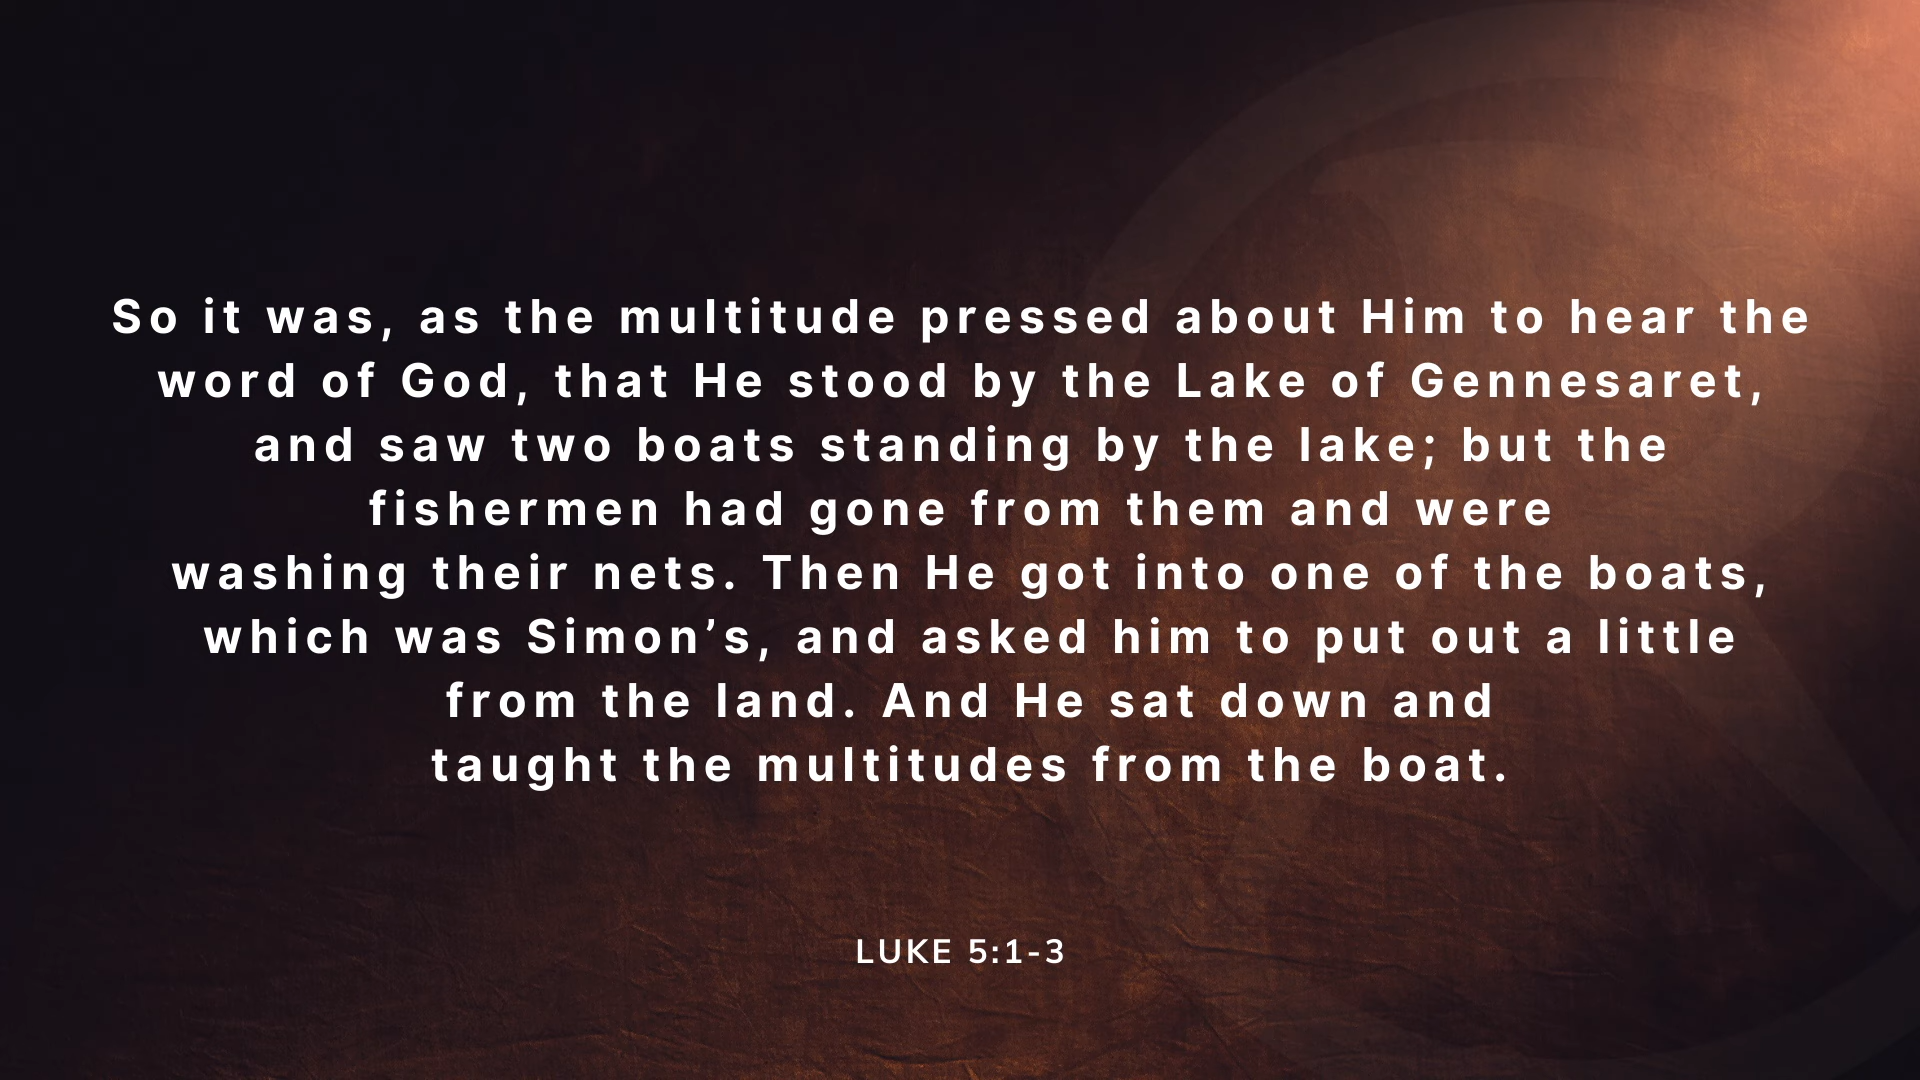 So it was, as the multitude pressed about Him to hear the
word of God, that He stood by the Lake of Gennesaret,
and saw two boats standing by the lake; but the
fishermen had gone from them and were
washing their nets. Then He got into one of the boats,
which was Simon’s, and asked him to put out a little
from the land. And He sat down and
taught the multitudes from the boat.
LUKE 5:1-3